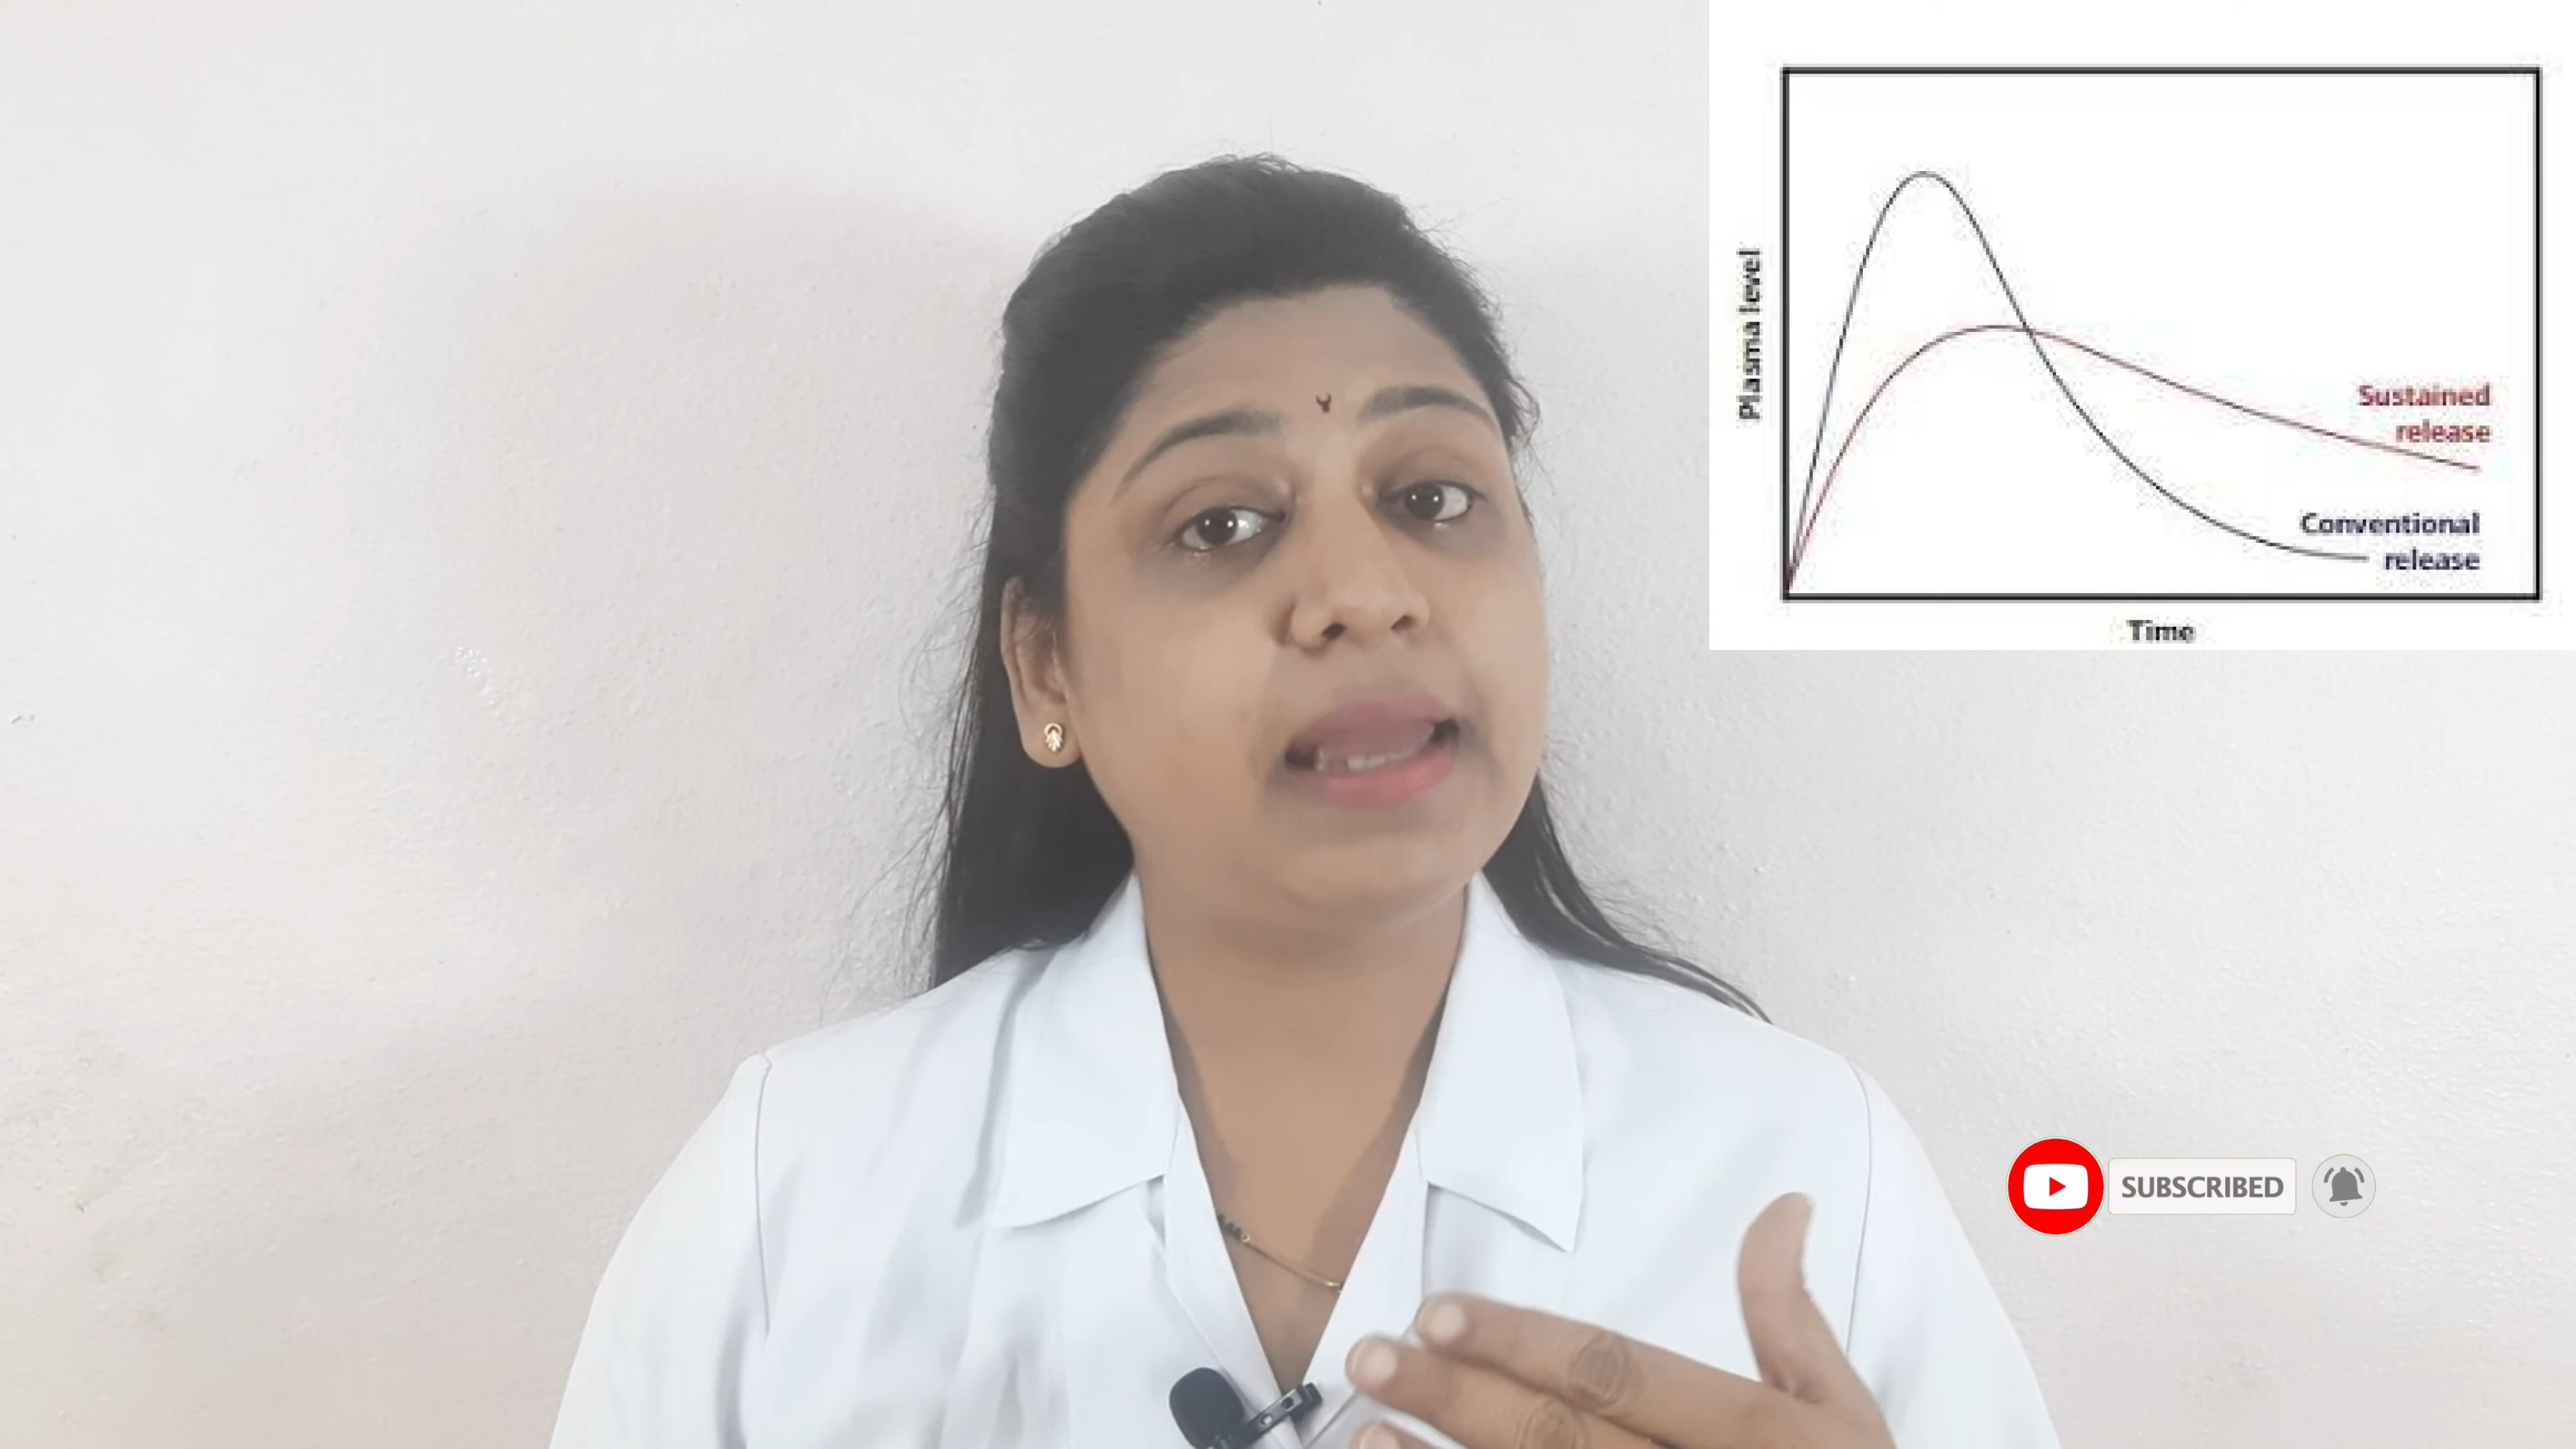 Plasma level
Sustained
release
Conventional
release
Time
SUBSCRIBED